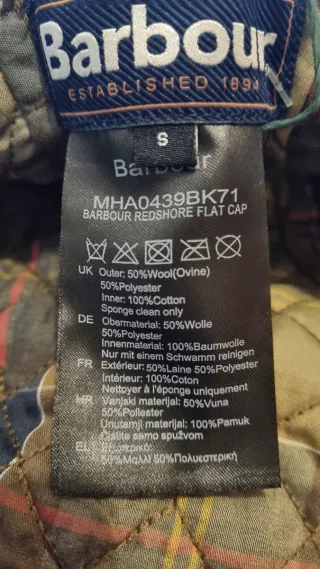 Barbour
ESTABLISHED 1894
S
Barbour
MHA0439BK71
BARBOUR REDSHORE FLAT CAP
UK Outer: 50%Wool(Ovine)
50%Polyester
Inner: 100%Cotton
Sponge clean only
DE Obermaterial: 50%Wolle
50%Polyester
Innenmaterial: 100%Baumwolle
Nur mit einem Schwamm reinigen
FR Extérieur: 50%Laine 50%Polyester
Intérieur: 100%Coton
Nettoyer à l'éponge uniquement
HR Vanjski materijal: 50%Vuna
50%Poliester
Unutarnji materijal: 100%Pamuk
Čistite samo spužvom
EL Εξωτερικό:
50%Μαλλί 50%Πολυεστερική